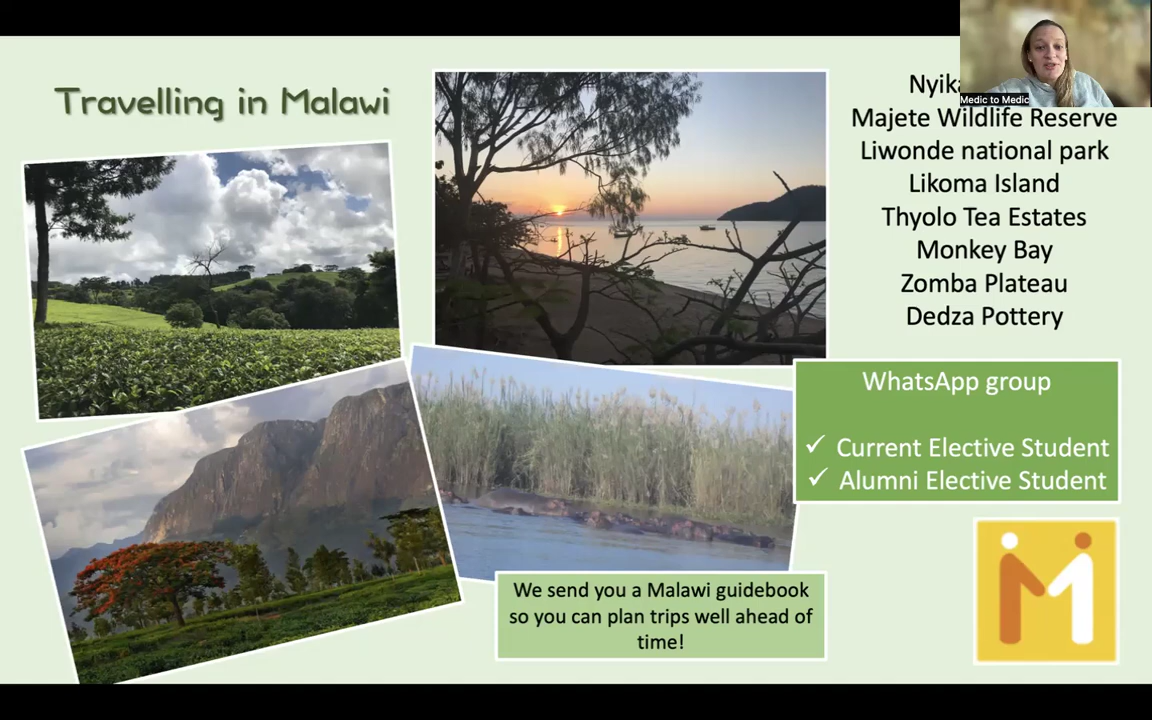 Travelling in Malawi
Medic to Medic
Majete Wildlife Reserve
Liwonde national park
Likoma Island
Thyolo Tea Estates
Monkey Bay
Zomba Plateau
Dedza Pottery
WhatsApp group
✓ Current Elective Student
✓ Alumni Elective Student
We send you a Malawi guidebook
so you can plan trips well ahead of
time!